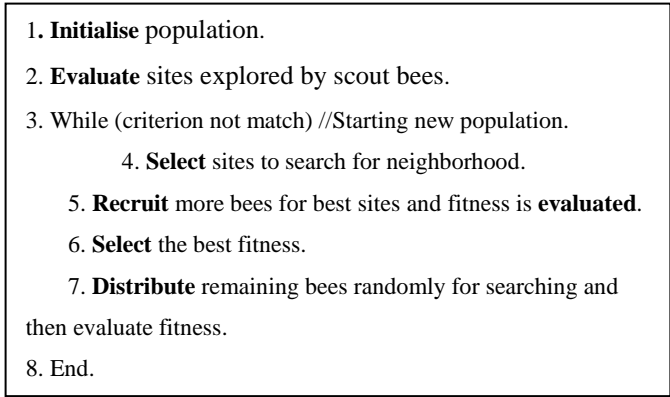 1. Initialise population.
2. Evaluate sites explored by scout bees.
3. While (criterion not match) //Starting new population.
4. Select sites to search for neighborhood.
5. Recruit more bees for best sites and fitness is evaluated.
6. Select the best fitness.
7. Distribute remaining bees randomly for searching and
then evaluate fitness.
8. End.